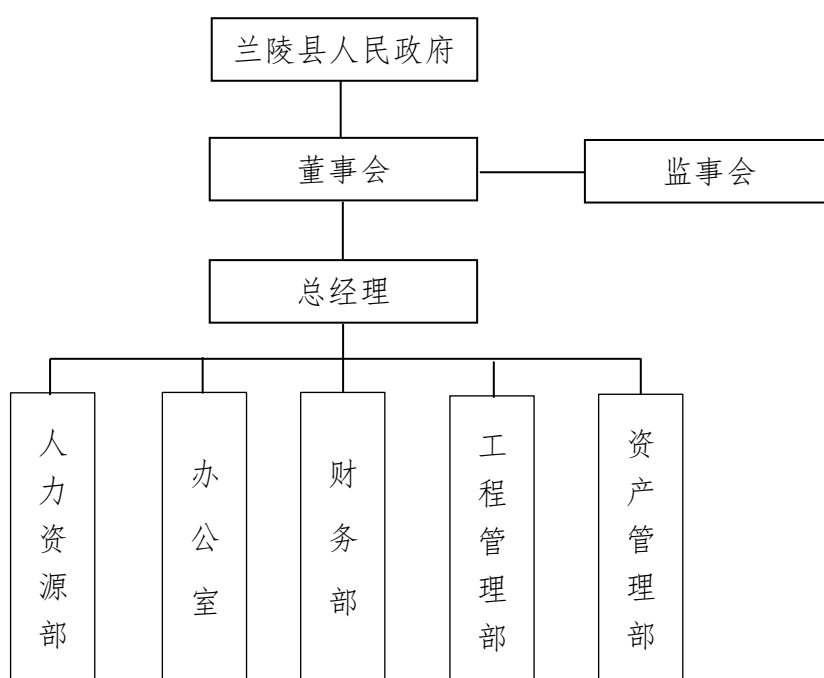 兰陵县人民政府
董事会
监事会
总经理
人力资源部
办公室
财务部
工程管理部
资产管理部